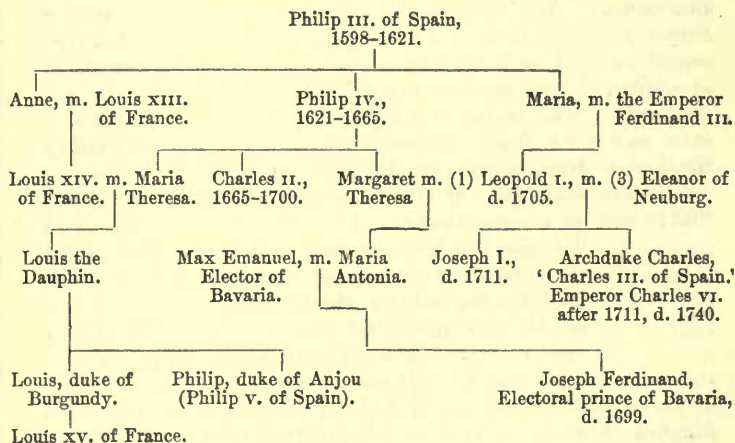 Philip III. of Spain,
1598–1621.
Anne, m. Louis XIII.
of France.
Philip IV.,
1621–1665.
Maria, m. the Emperor
Ferdinand III.
Louis XIV. m. Maria
of France. Theresa.
Charles II.,
1665–1700.
Margaret m. (1) Leopold I., m. (3) Eleanor of
Theresa d. 1705. Neuburg.
Louis the
Dauphin.
Max Emanuel, m. Maria
Elector of Antonia.
Bavaria.
Joseph I.,
d. 1711.
Archduke Charles,
‘Charles III. of Spain.’
Emperor Charles VI.
after 1711, d. 1740.
Louis, duke of
Burgundy.
Philip, duke of Anjou
(Philip V. of Spain).
Joseph Ferdinand,
Electoral prince of Bavaria,
d. 1699.
Louis XV. of France.